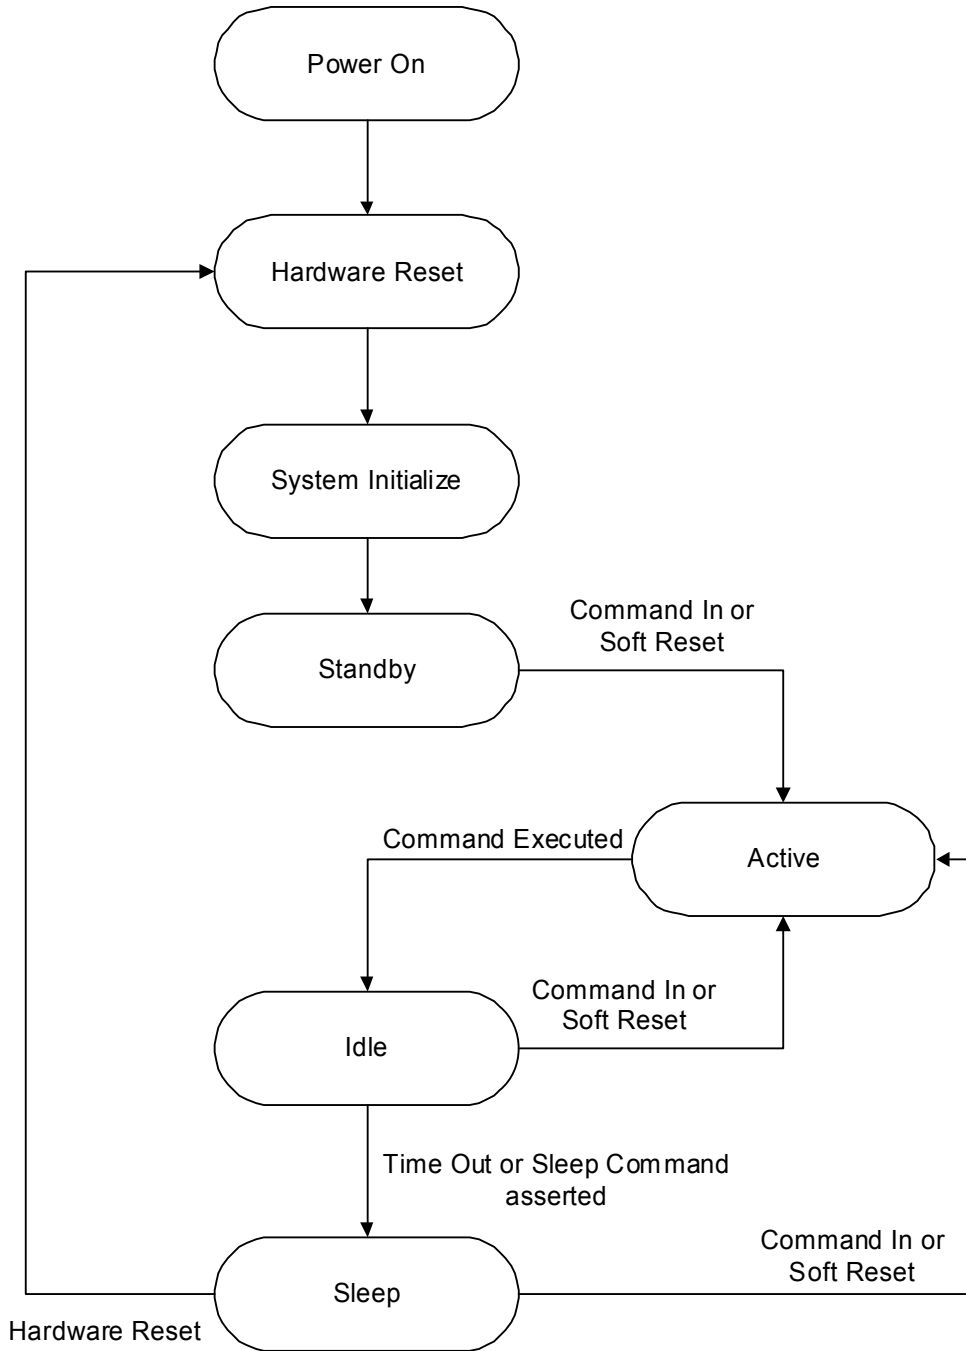 Power On
Hardware Reset
System Initialize
Standby
Command In or
Soft Reset
Active
Command Executed
Command In or
Soft Reset
Idle
Time Out or Sleep Command
asserted
Command In or
Soft Reset
Sleep
Hardware Reset